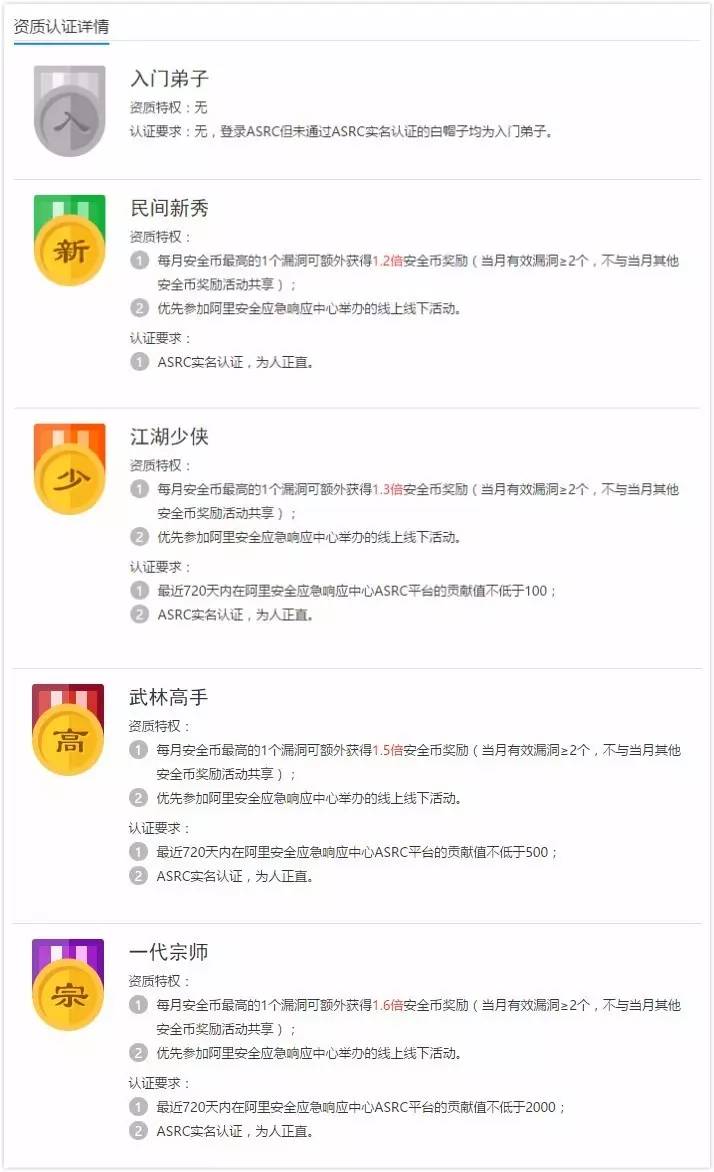 资质认证详情
入
入门弟子
资质特权：无
认证要求：无，登录ASRC但未通过ASRC实名认证的白帽子均为入门弟子。
新
民间新秀
资质特权：
1 每月安全币最高的1个漏洞可额外获得1.2倍安全币奖励（当月有效漏洞≥2个，不与当月其他
安全币奖励活动共享）；
2 优先参加阿里安全应急响应中心举办的线上线下活动。
认证要求：
1 ASRC实名认证，为人正直。
少
江湖少侠
资质特权：
1 每月安全币最高的1个漏洞可额外获得1.3倍安全币奖励（当月有效漏洞≥2个，不与当月其他
安全币奖励活动共享）；
2 优先参加阿里安全应急响应中心举办的线上线下活动。
认证要求：
1 最近720天内在阿里安全应急响应中心ASRC平台的贡献值不低于100；
2 ASRC实名认证，为人正直。
高
武林高手
资质特权：
1 每月安全币最高的1个漏洞可额外获得1.5倍安全币奖励（当月有效漏洞≥2个，不与当月其他
安全币奖励活动共享）；
2 优先参加阿里安全应急响应中心举办的线上线下活动。
认证要求：
1 最近720天内在阿里安全应急响应中心ASRC平台的贡献值不低于500；
2 ASRC实名认证，为人正直。
宗
一代宗师
资质特权：
1 每月安全币最高的1个漏洞可额外获得1.6倍安全币奖励（当月有效漏洞≥2个，不与当月其他
安全币奖励活动共享）；
2 优先参加阿里安全应急响应中心举办的线上线下活动。
认证要求：
1 最近720天内在阿里安全应急响应中心ASRC平台的贡献值不低于2000；
2 ASRC实名认证，为人正直。